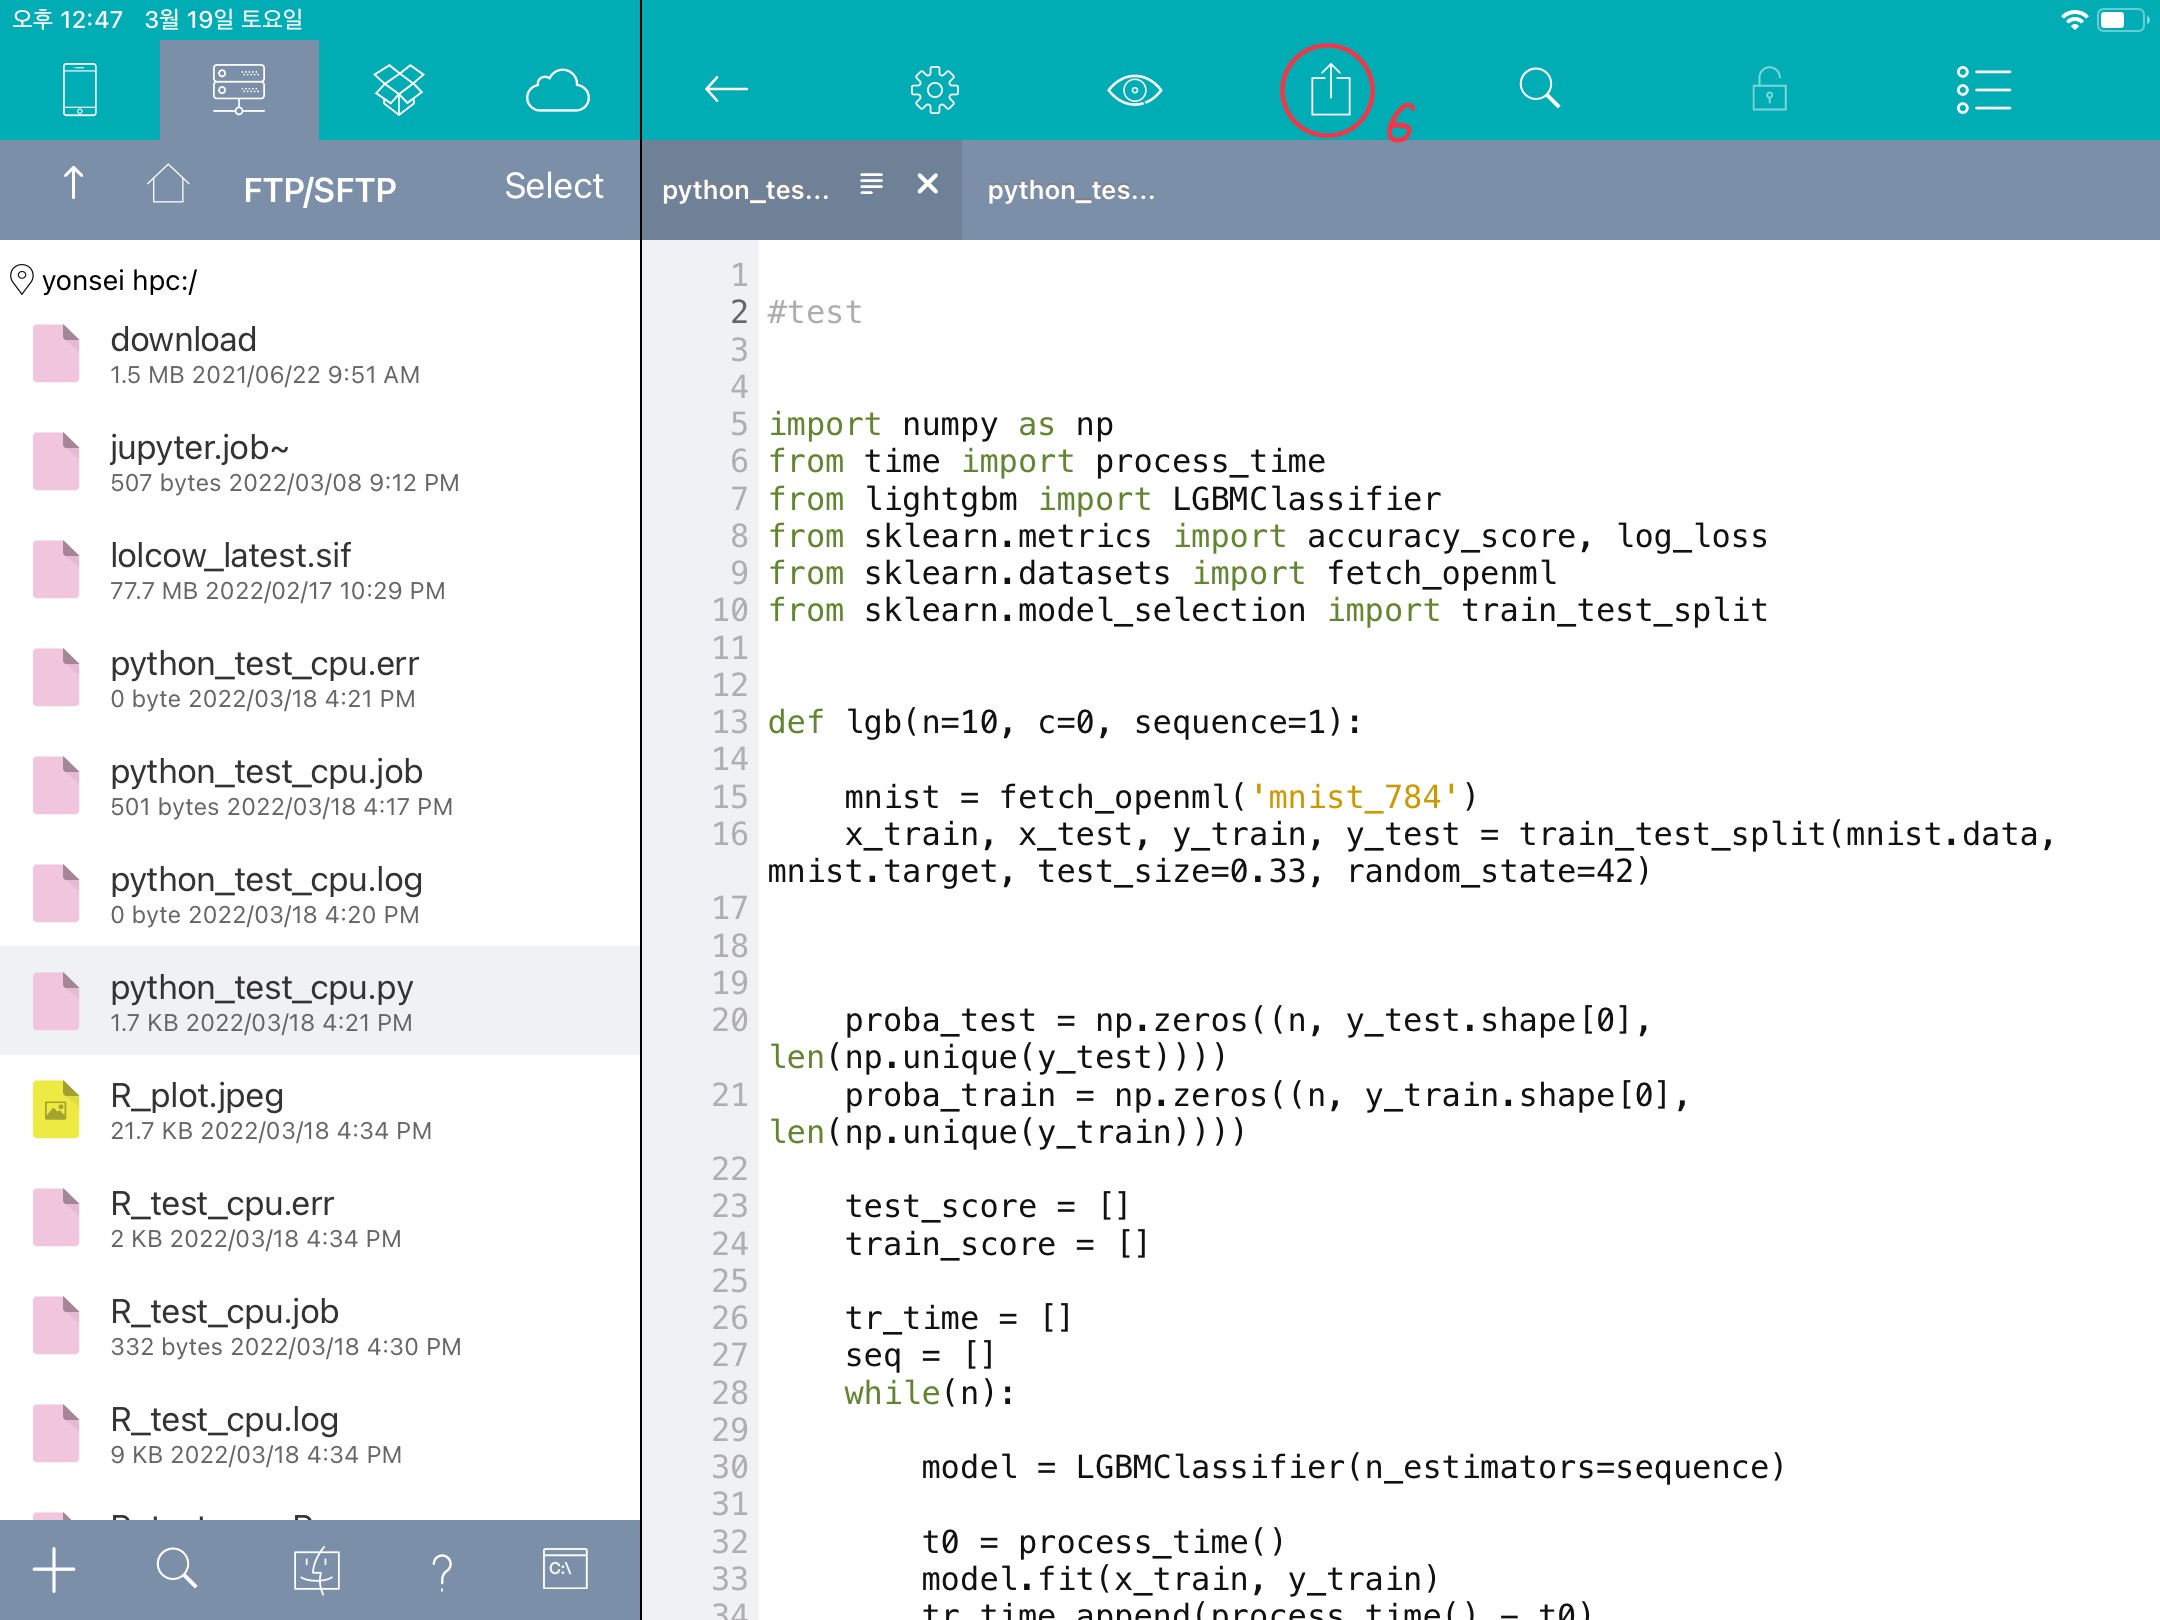 오후 12:47 3월 19일 토요일
6
FTP/SFTP Select
python_tes... python_tes...
yonsei hpc:/
download
1.5 MB 2021/06/22 9:51 AM
jupyter.job~
507 bytes 2022/03/08 9:12 PM
lolcow_latest.sif
77.7 MB 2022/02/17 10:29 PM
python_test_cpu.err
0 byte 2022/03/18 4:21 PM
python_test_cpu.job
501 bytes 2022/03/18 4:17 PM
python_test_cpu.log
0 byte 2022/03/18 4:20 PM
python_test_cpu.py
1.7 KB 2022/03/18 4:21 PM
R_plot.jpeg
21.7 KB 2022/03/18 4:34 PM
R_test_cpu.err
2 KB 2022/03/18 4:34 PM
R_test_cpu.job
332 bytes 2022/03/18 4:30 PM
R_test_cpu.log
9 KB 2022/03/18 4:34 PM
?
C:\
1
2 #test
3
4
5 import numpy as np
6 from time import process_time
7 from lightgbm import LGBMClassifier
8 from sklearn.metrics import accuracy_score, log_loss
9 from sklearn.datasets import fetch_openml
10 from sklearn.model_selection import train_test_split
11
12
13 def lgb(n=10, c=0, sequence=1):
14
15     mnist = fetch_openml('mnist_784')
16     x_train, x_test, y_train, y_test = train_test_split(mnist.data,
mnist.target, test_size=0.33, random_state=42)
17
18
19
20     proba_test = np.zeros((n, y_test.shape[0],
len(np.unique(y_test))))
21     proba_train = np.zeros((n, y_train.shape[0],
len(np.unique(y_train))))
22
23     test_score = []
24     train_score = []
25
26     tr_time = []
27     seq = []
28     while(n):
29
30         model = LGBMClassifier(n_estimators=sequence)
31
32         t0 = process_time()
33         model.fit(x_train, y_train)
34         tr_time.append(process_time() - t0)